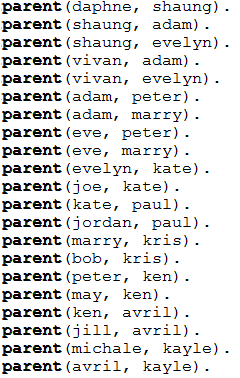 parent(daphne, shaung).
parent(shaung, adam).
parent(shaung, evelyn).
parent(vivan, adam).
parent(vivan, evelyn).
parent(adam, peter).
parent(adam, marry).
parent(eve, peter).
parent(eve, marry).
parent(evelyn, kate).
parent(joe, kate).
parent(kate, paul).
parent(jordan, paul).
parent(marry, kris).
parent(bob, kris).
parent(peter, ken).
parent(may, ken).
parent(ken, avril).
parent(jill, avril).
parent(michale, kayle).
parent(avril, kayle).